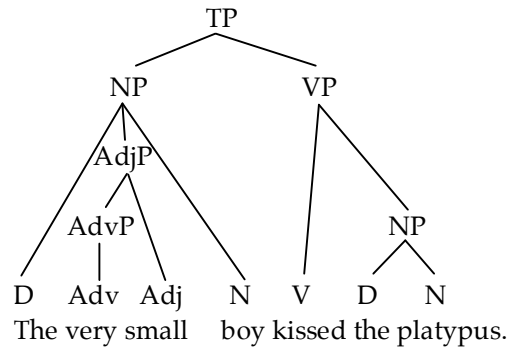 TP
NP VP
AdjP
AdvP NP
D Adv Adj N V D N
The very small boy kissed the platypus.